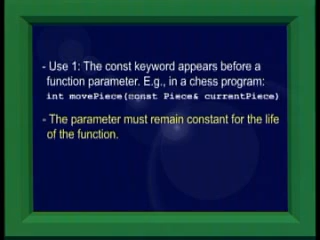 - Use 1: The const keyword appears before a
function parameter. E.g., in a chess program:
int movePiece(const Piece& currentPiece)
- The parameter must remain constant for the life
of the function.